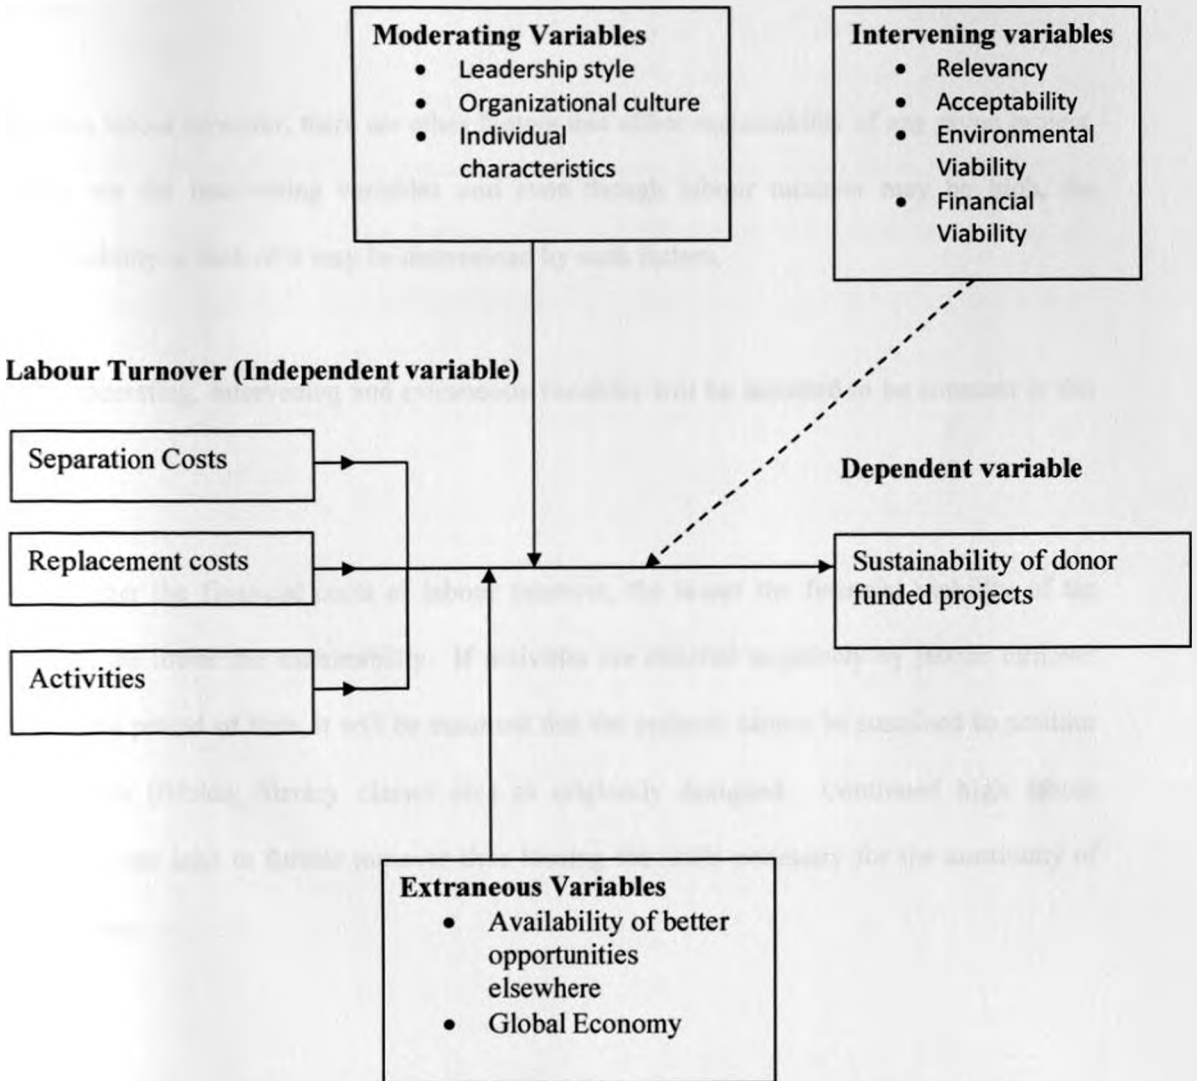 Moderating Variables
• Leadership style
• Organizational culture
• Individual
characteristics
Intervening variables
• Relevancy
• Acceptability
• Environmental
Viability
• Financial
Viability
Labour Turnover (Independent variable)
Separation Costs
Replacement costs
Activities
Dependent variable
Sustainability of donor
funded projects
Extraneous Variables
• Availability of better
opportunities
elsewhere
• Global Economy